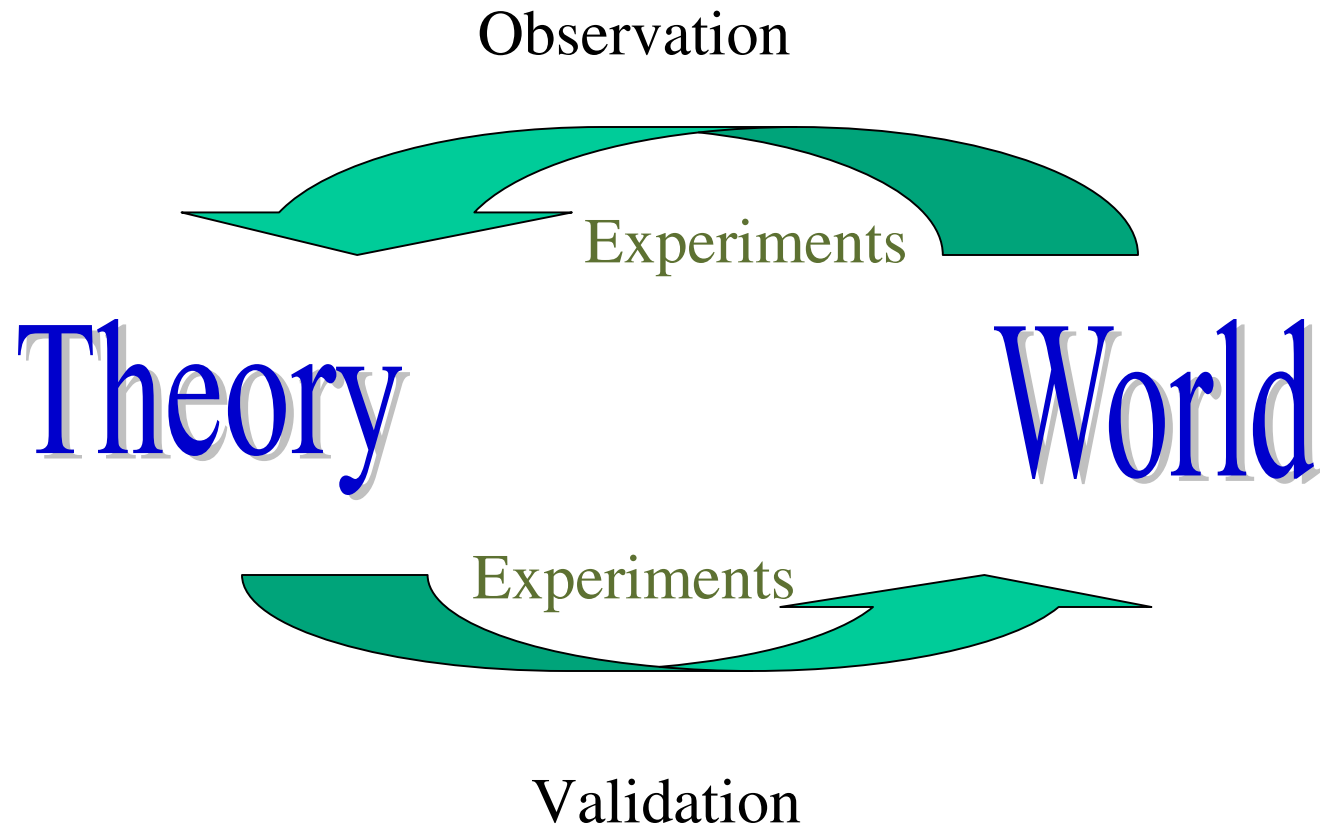 Observation
Experiments
Theory
World
Experiments
Validation